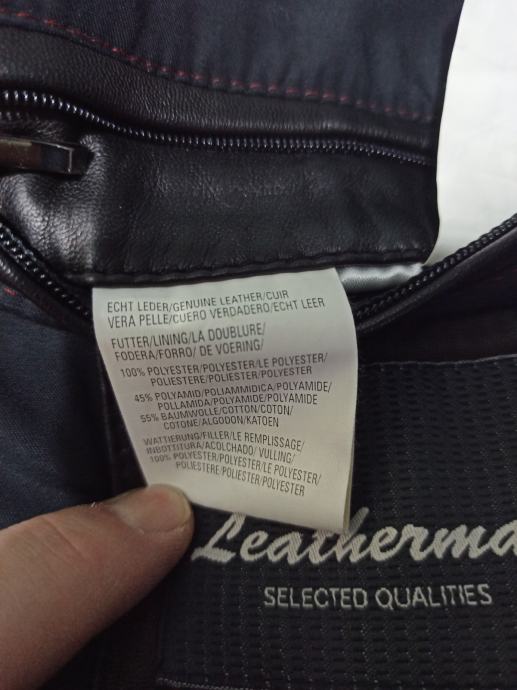 ECHT LEDER/GENUINE LEATHER/CUIR
VERA PELLE/CUERO VERDADERO/ECHT LEER
FUTTER/LINING/LA DOUBLURE/
FODERA/FORRO/ DE VOERING/
100% POLYESTER/POLYESTER/LE POLYESTER/
POLIESTERE/POLIESTER/POLYESTER
45% POLYAMID/POLIAMMIDICA/POLYAMIDE/
POLLAMIDA/POLYAMIDE/POLYAMIDE
55% BAUMWOLLE/COTTON/COTON/
COTONE/ALGODON/KATOEN
WATTIERUNG/FILLER/LE REMPLISSAGE/
INBOTTITURA/ACOLCHADO/VULLING/
100% POLYESTER/POLYESTER/LE POLYESTER/
POLIESTERE/POLIESTER/POLYESTER
Leatherma
SELECTED QUALITIES